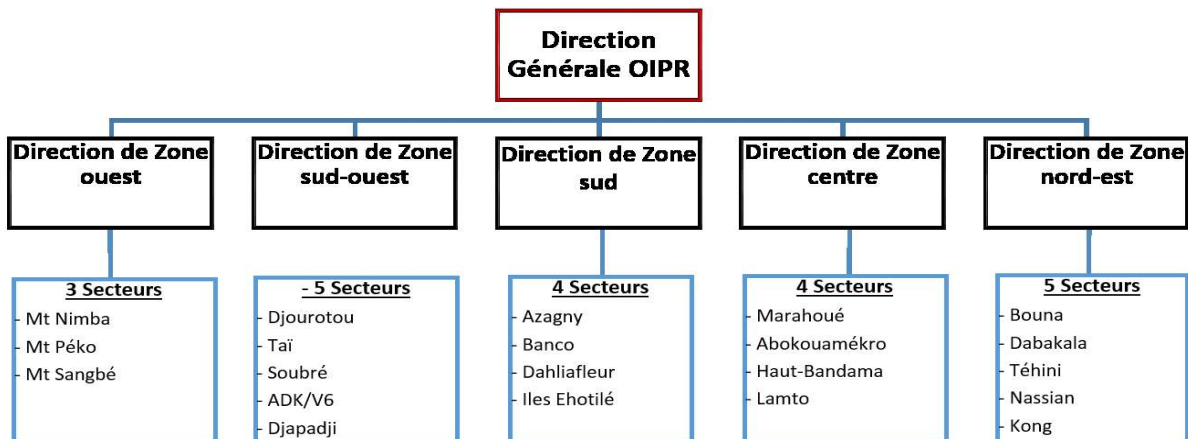 Direction
Générale OIPR
Direction de Zone
ouest
Direction de Zone
sud-ouest
Direction de Zone
sud
Direction de Zone
centre
Direction de Zone
nord-est
3 Secteurs
- Mt Nimba
- Mt Péko
- Mt Sangbé
- 5 Secteurs
- Djourotou
- Taï
- Soubré
- ADK/V6
- Djapadji
4 Secteurs
- Azagny
- Banco
- Dahliafleur
- Iles Ehotilé
4 Secteurs
- Marahoué
- Abokouamékro
- Haut-Bandama
- Lamto
5 Secteurs
- Bouna
- Dabakala
- Téhini
- Nassian
- Kong